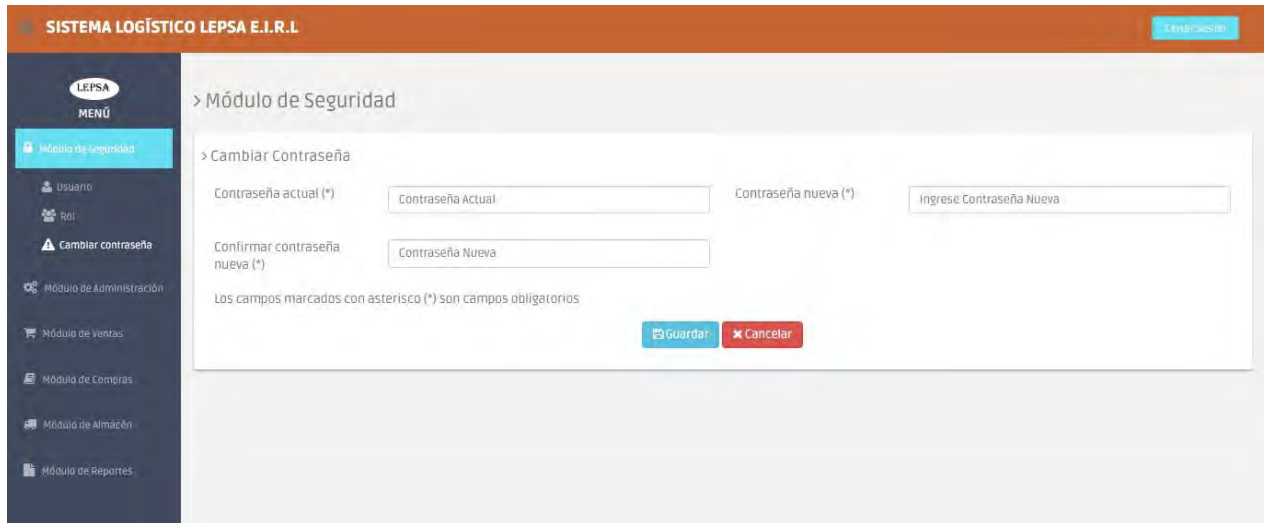 SISTEMA LOGÍSTICO LEPSA E.I.R.L
Cerrar sesión
LEPSA
MENÚ
Módulo de Seguridad
Usuario
Rol
Cambiar contraseña
Módulo de Administración
Módulo de Ventas
Módulo de Compras
Módulo de Almacén
Módulo de Reportes
> Módulo de Seguridad
> Cambiar Contraseña
Contraseña actual (*)
Contraseña Actual
Contraseña nueva (*)
Ingrese Contraseña Nueva
Confirmar contraseña
nueva (*)
Contraseña Nueva
Los campos marcados con asterisco (*) son campos obligatorios
Guardar
Cancelar